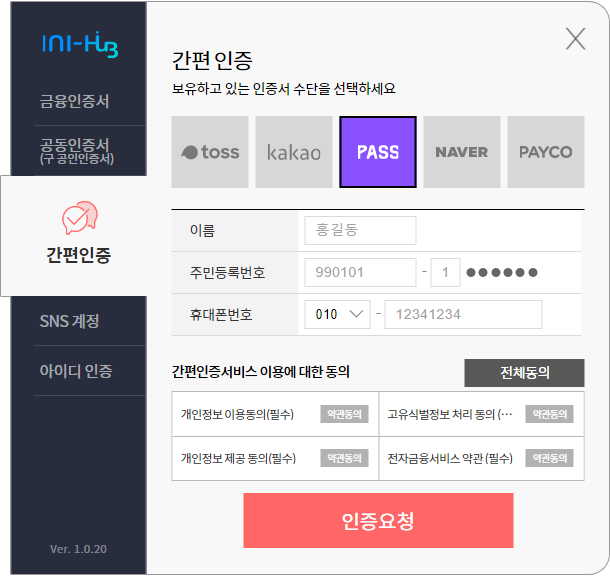 INI-HUB
금융인증서
공동인증서
(구 공인인증서)
간편인증
SNS 계정
아이디 인증
Ver. 1.0.20
간편 인증
보유하고 있는 인증서 수단을 선택하세요
toss kakao PASS NAVER PAYCO
이름 홍길동
주민등록번호 990101 - 1 ●●●●●●
휴대폰번호 010 - 12341234
간편인증서비스 이용에 대한 동의 전체동의
개인정보 이용동의(필수) 약관동의 고유식벌정보 처리 동의 (··· 약관동의
개인정보 제공 동의(필수) 약관동의 전자금융서비스 약관 (필수) 약관동의
인증요청